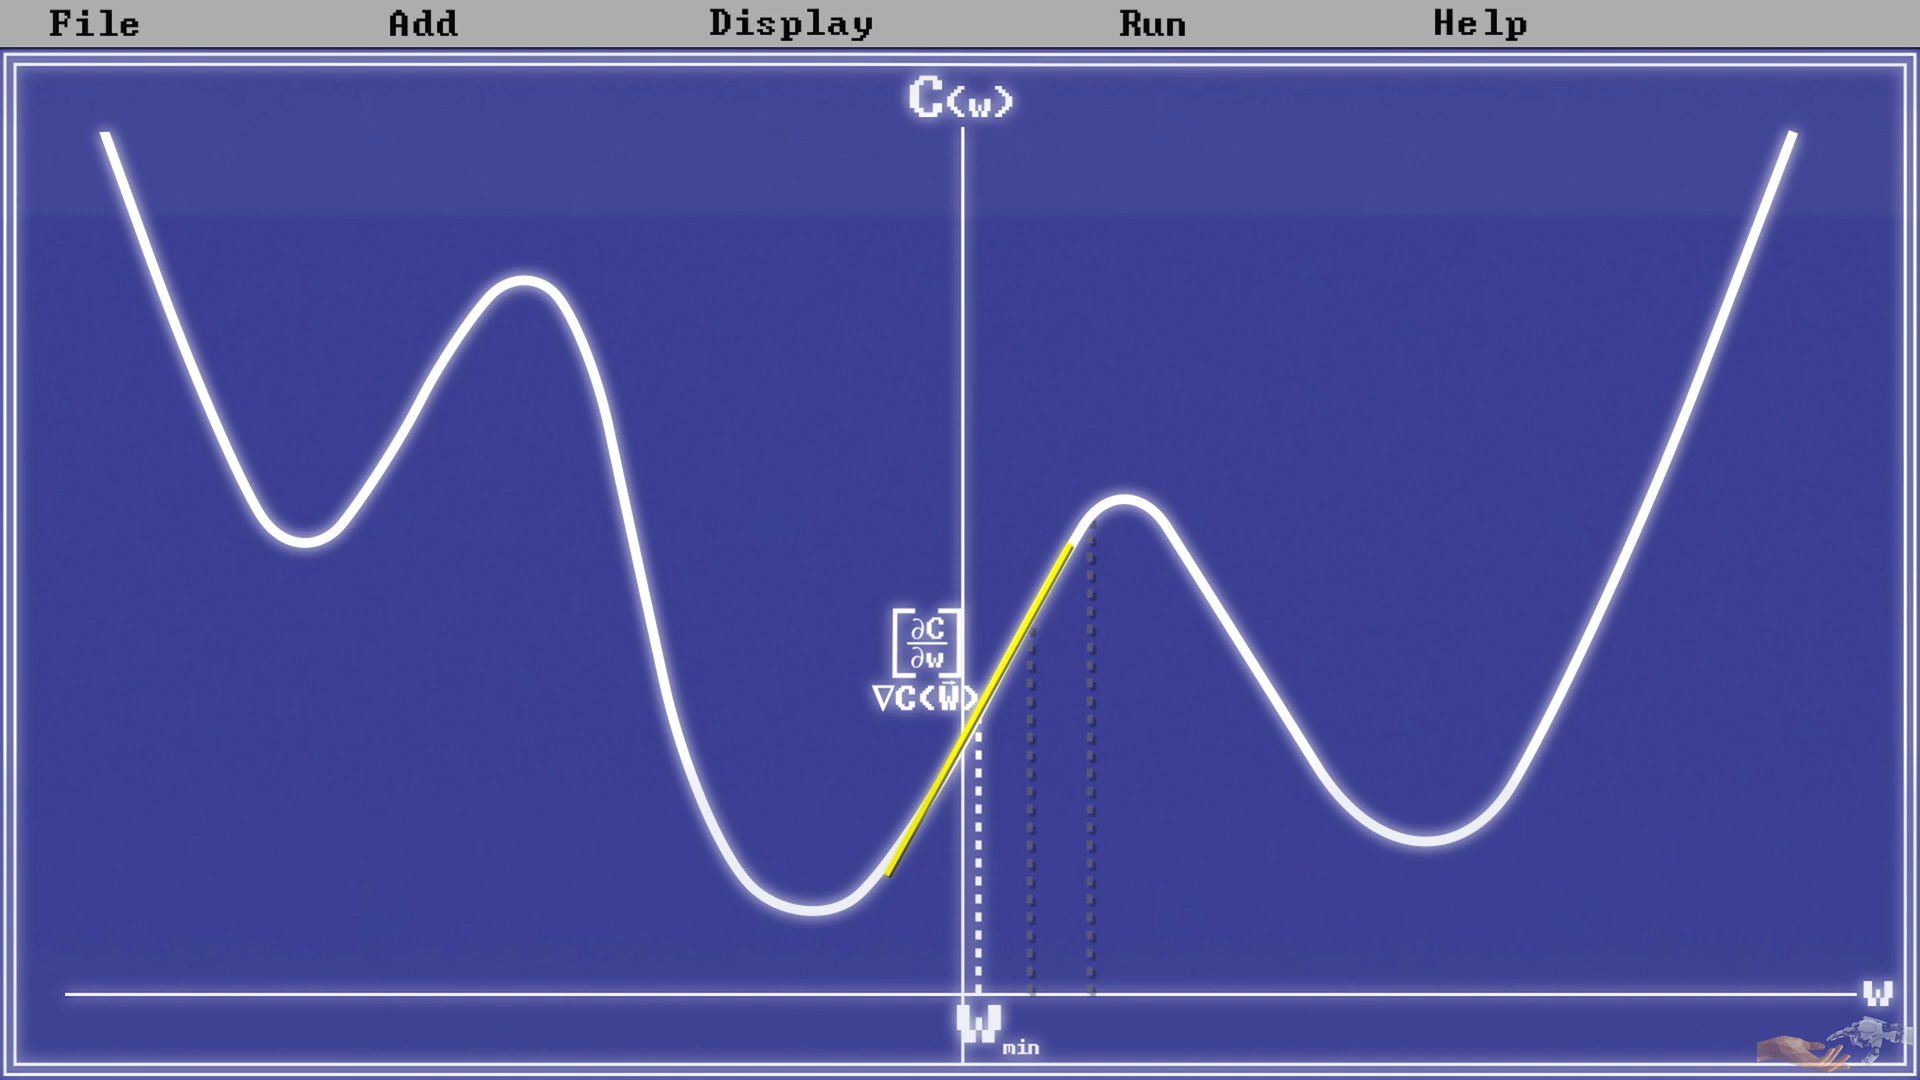 File Add Display Run Help
C(w)
∂C
∂w
∇C(w⃗)
w
W min